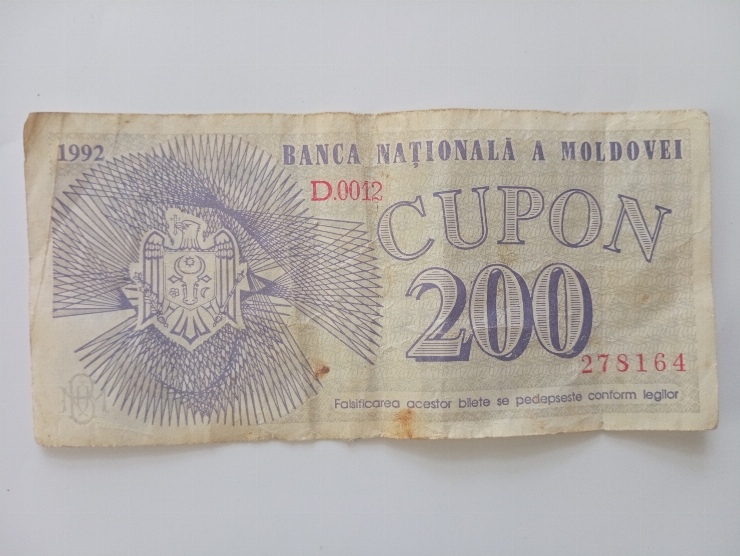 1992
BANCA NAȚIONALĂ A MOLDOVEI
D.0012
CUPON
200
278164
Falsificarea acestor bilete se pedepseste conform legilor